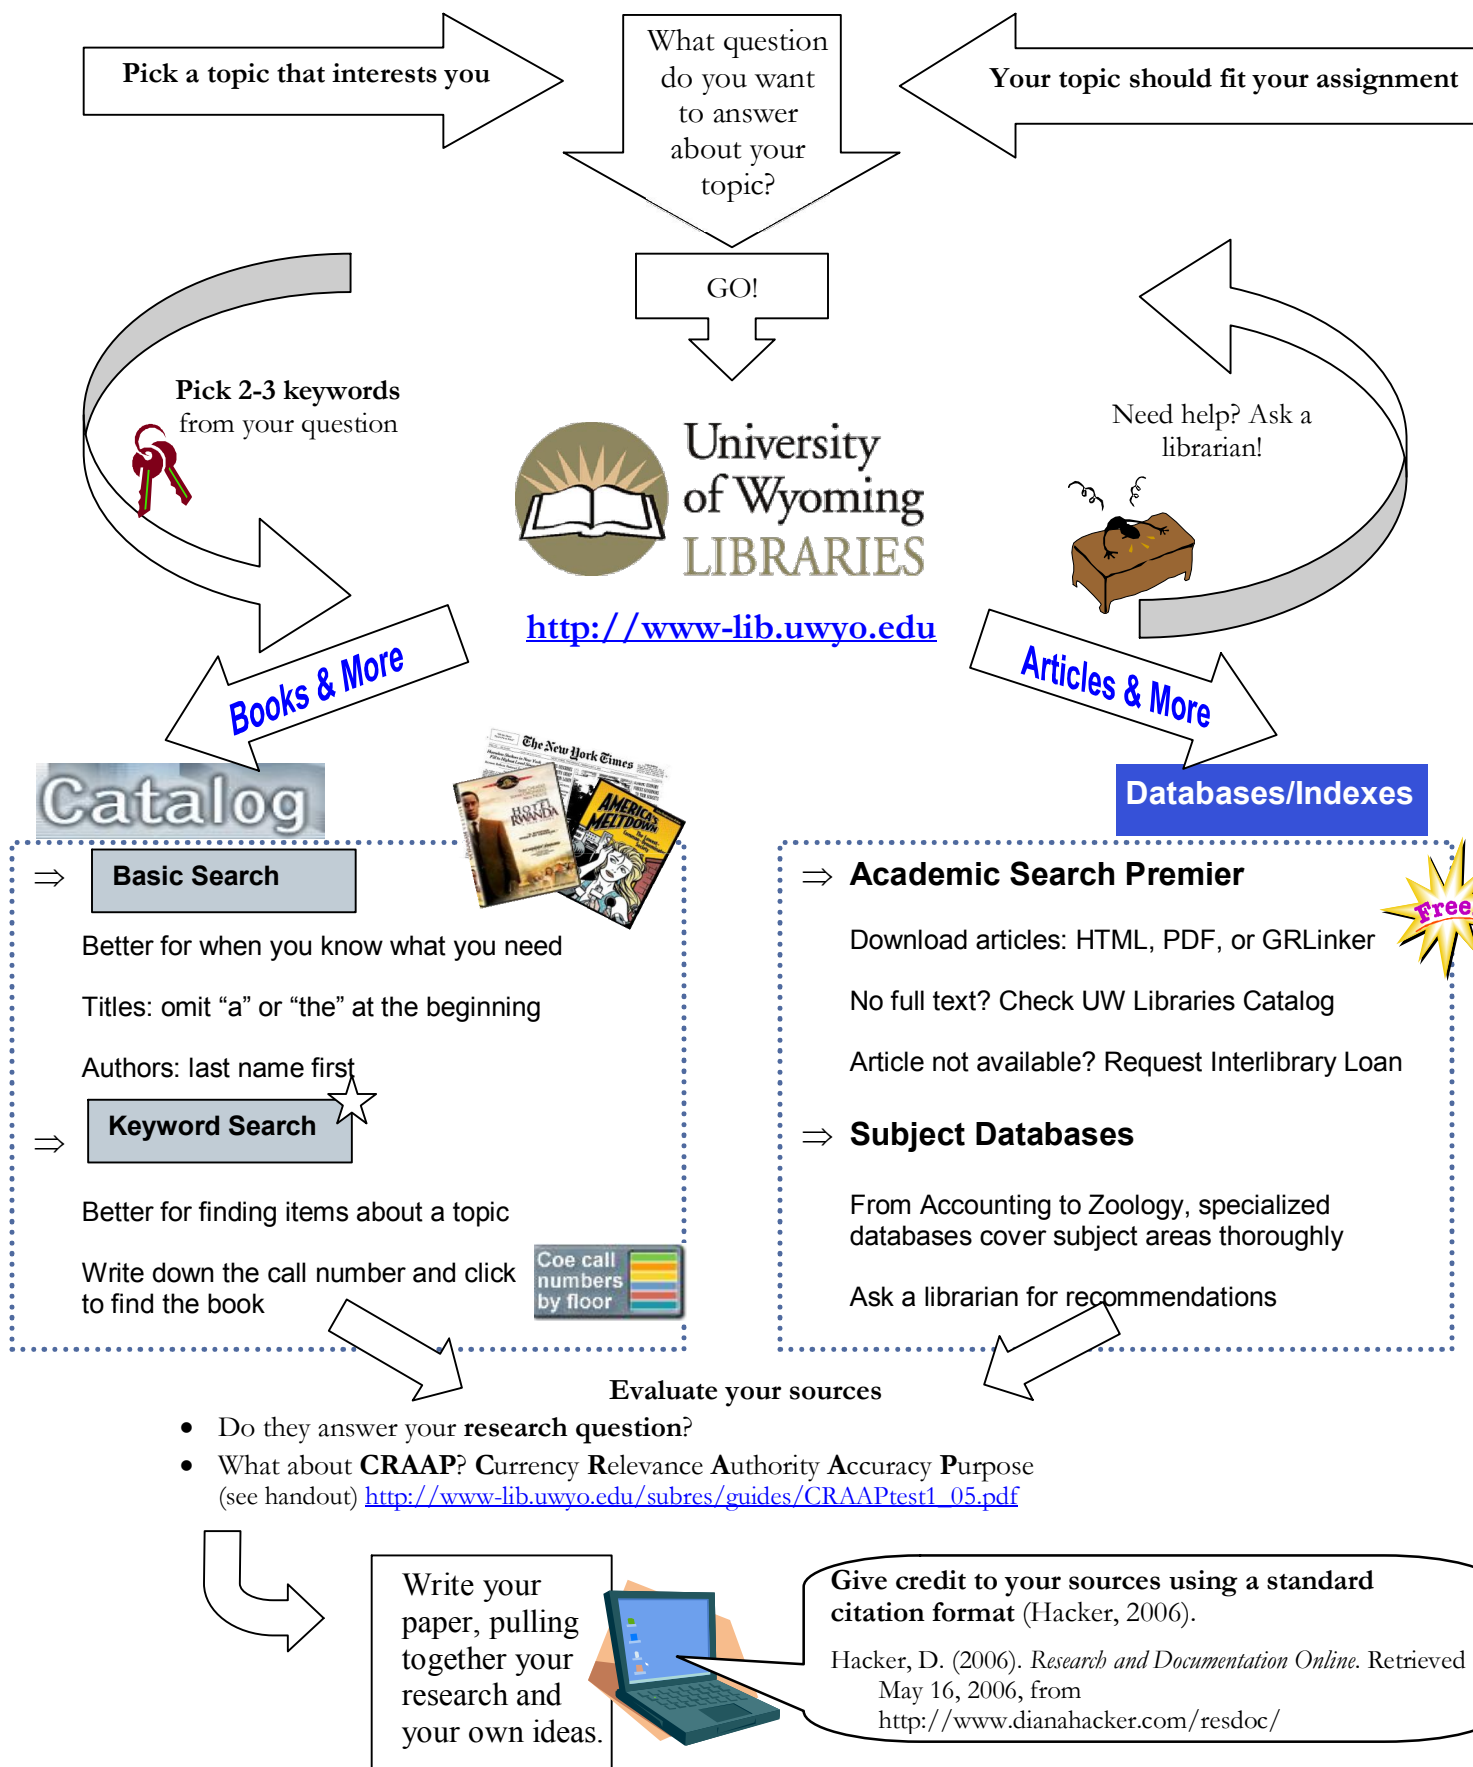 Pick a topic that interests you
What question
do you want
to answer
about your
topic?
Your topic should fit your assignment
GO!
Pick 2-3 keywords
from your question
University
of Wyoming
LIBRARIES
http://www-lib.uwyo.edu
Need help? Ask a
librarian!
Books & More
Articles & More
Catalog
The New York Times
HOTEL
RWANDA
AMERICA'S
MELTDOWN
Basic Search
Better for when you know what you need
Titles: omit “a” or “the” at the beginning
Authors: last name first
Keyword Search
Better for finding items about a topic
Write down the call number and click
to find the book
Coe call
numbers
by floor
Databases/Indexes
⇒ Academic Search Premier
Free
Download articles: HTML, PDF, or GRLinker
No full text? Check UW Libraries Catalog
Article not available? Request Interlibrary Loan
⇒ Subject Databases
From Accounting to Zoology, specialized
databases cover subject areas thoroughly
Ask a librarian for recommendations
Evaluate your sources
• Do they answer your research question?
• What about CRAAP? Currency Relevance Authority Accuracy Purpose
(see handout) http://www-lib.uwyo.edu/subres/guides/CRAAPtest1_05.pdf
Write your
paper, pulling
together your
research and
your own ideas.
Give credit to your sources using a standard
citation format (Hacker, 2006).
Hacker, D. (2006). Research and Documentation Online. Retrieved
May 16, 2006, from
http://www.dianahacker.com/resdoc/